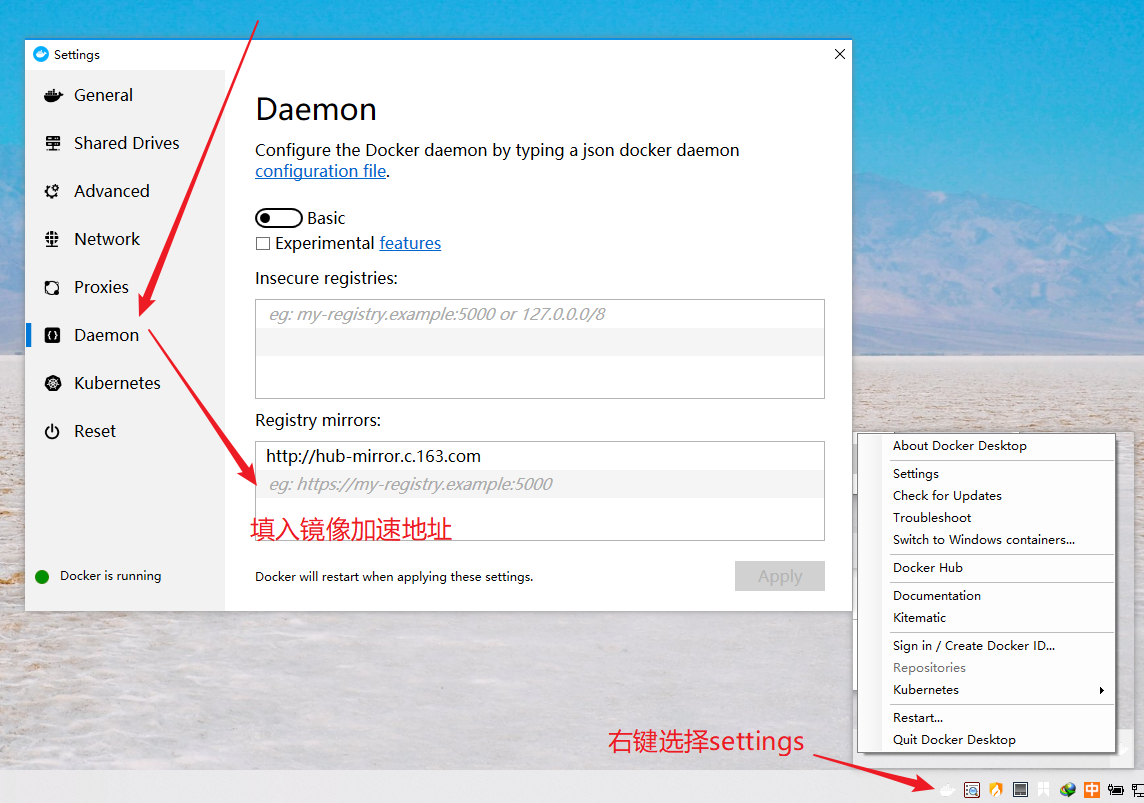 Settings
General
Shared Drives
Advanced
Network
Proxies
Daemon
Kubernetes
Reset
Docker is running
Daemon
Configure the Docker daemon by typing a json docker daemon
configuration file.
Basic
Experimental features
Insecure registries:
eg: my-registry.example:5000 or 127.0.0.0/8
Registry mirrors:
http://hub-mirror.c.163.com
eg: https://my-registry.example:5000
填入镜像加速地址
Docker will restart when applying these settings.
Apply
About Docker Desktop
Settings
Check for Updates
Troubleshoot
Switch to Windows containers...
Docker Hub
Documentation
Kitematic
Sign in / Create Docker ID...
Repositories
Kubernetes
Restart...
Quit Docker Desktop
右键选择settings
中